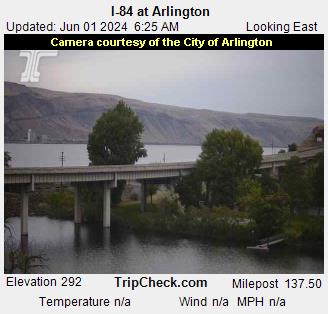 I-84 at Arlington
Updated: Jun 01 2024 6:25 AM Looking East
Camera courtesy of the City of Arlington
Elevation 292 TripCheck.com Milepost 137.50
Temperature n/a Wind n/a MPH n/a